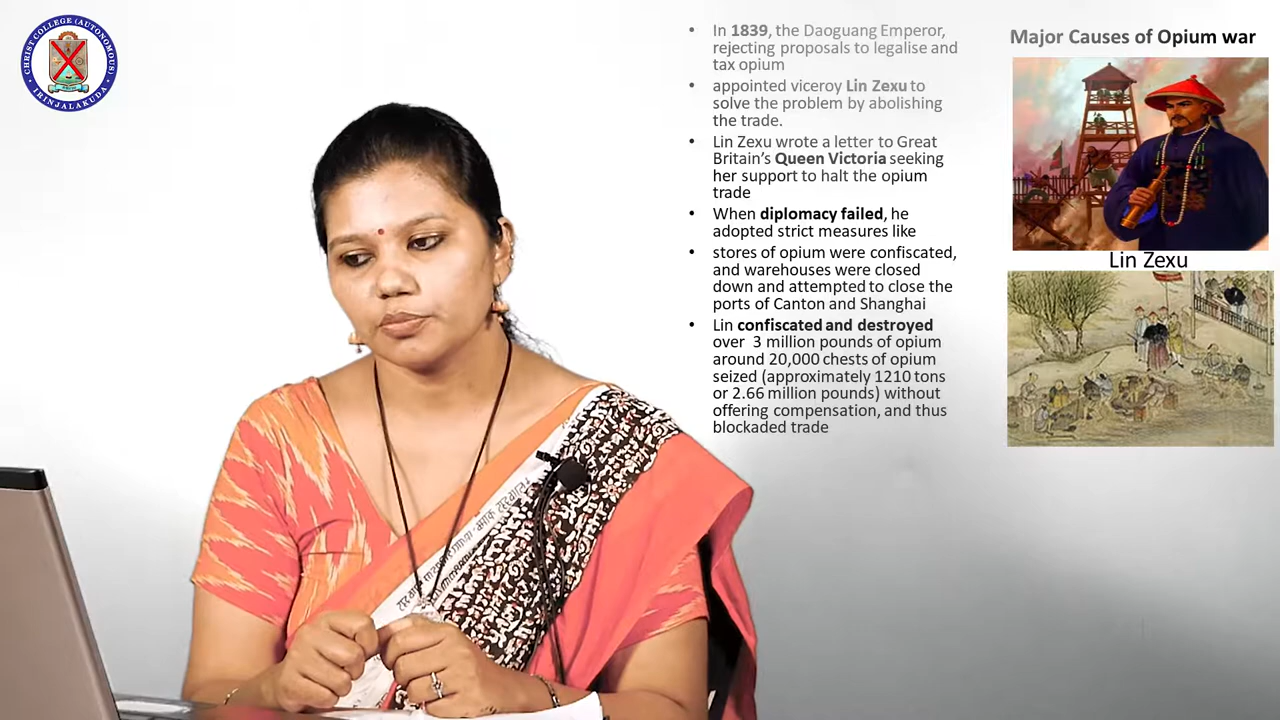 CHRIST COLLEGE (AUTONOMOUS)
IRINJALAKUDA
• In 1839, the Daoguang Emperor,
rejecting proposals to legalise and
tax opium
• appointed viceroy Lin Zexu to
solve the problem by abolishing
the trade.
• Lin Zexu wrote a letter to Great
Britain's Queen Victoria seeking
her support to halt the opium
trade
• When diplomacy failed, he
adopted strict measures like
• stores of opium were confiscated,
and warehouses were closed
down and attempted to close the
ports of Canton and Shanghai
• Lin confiscated and destroyed
over 3 million pounds of opium
around 20,000 chests of opium
seized (approximately 1210 tons
or 2.66 million pounds) without
offering compensation, and thus
blockaded trade
Major Causes of Opium war
Lin Zexu